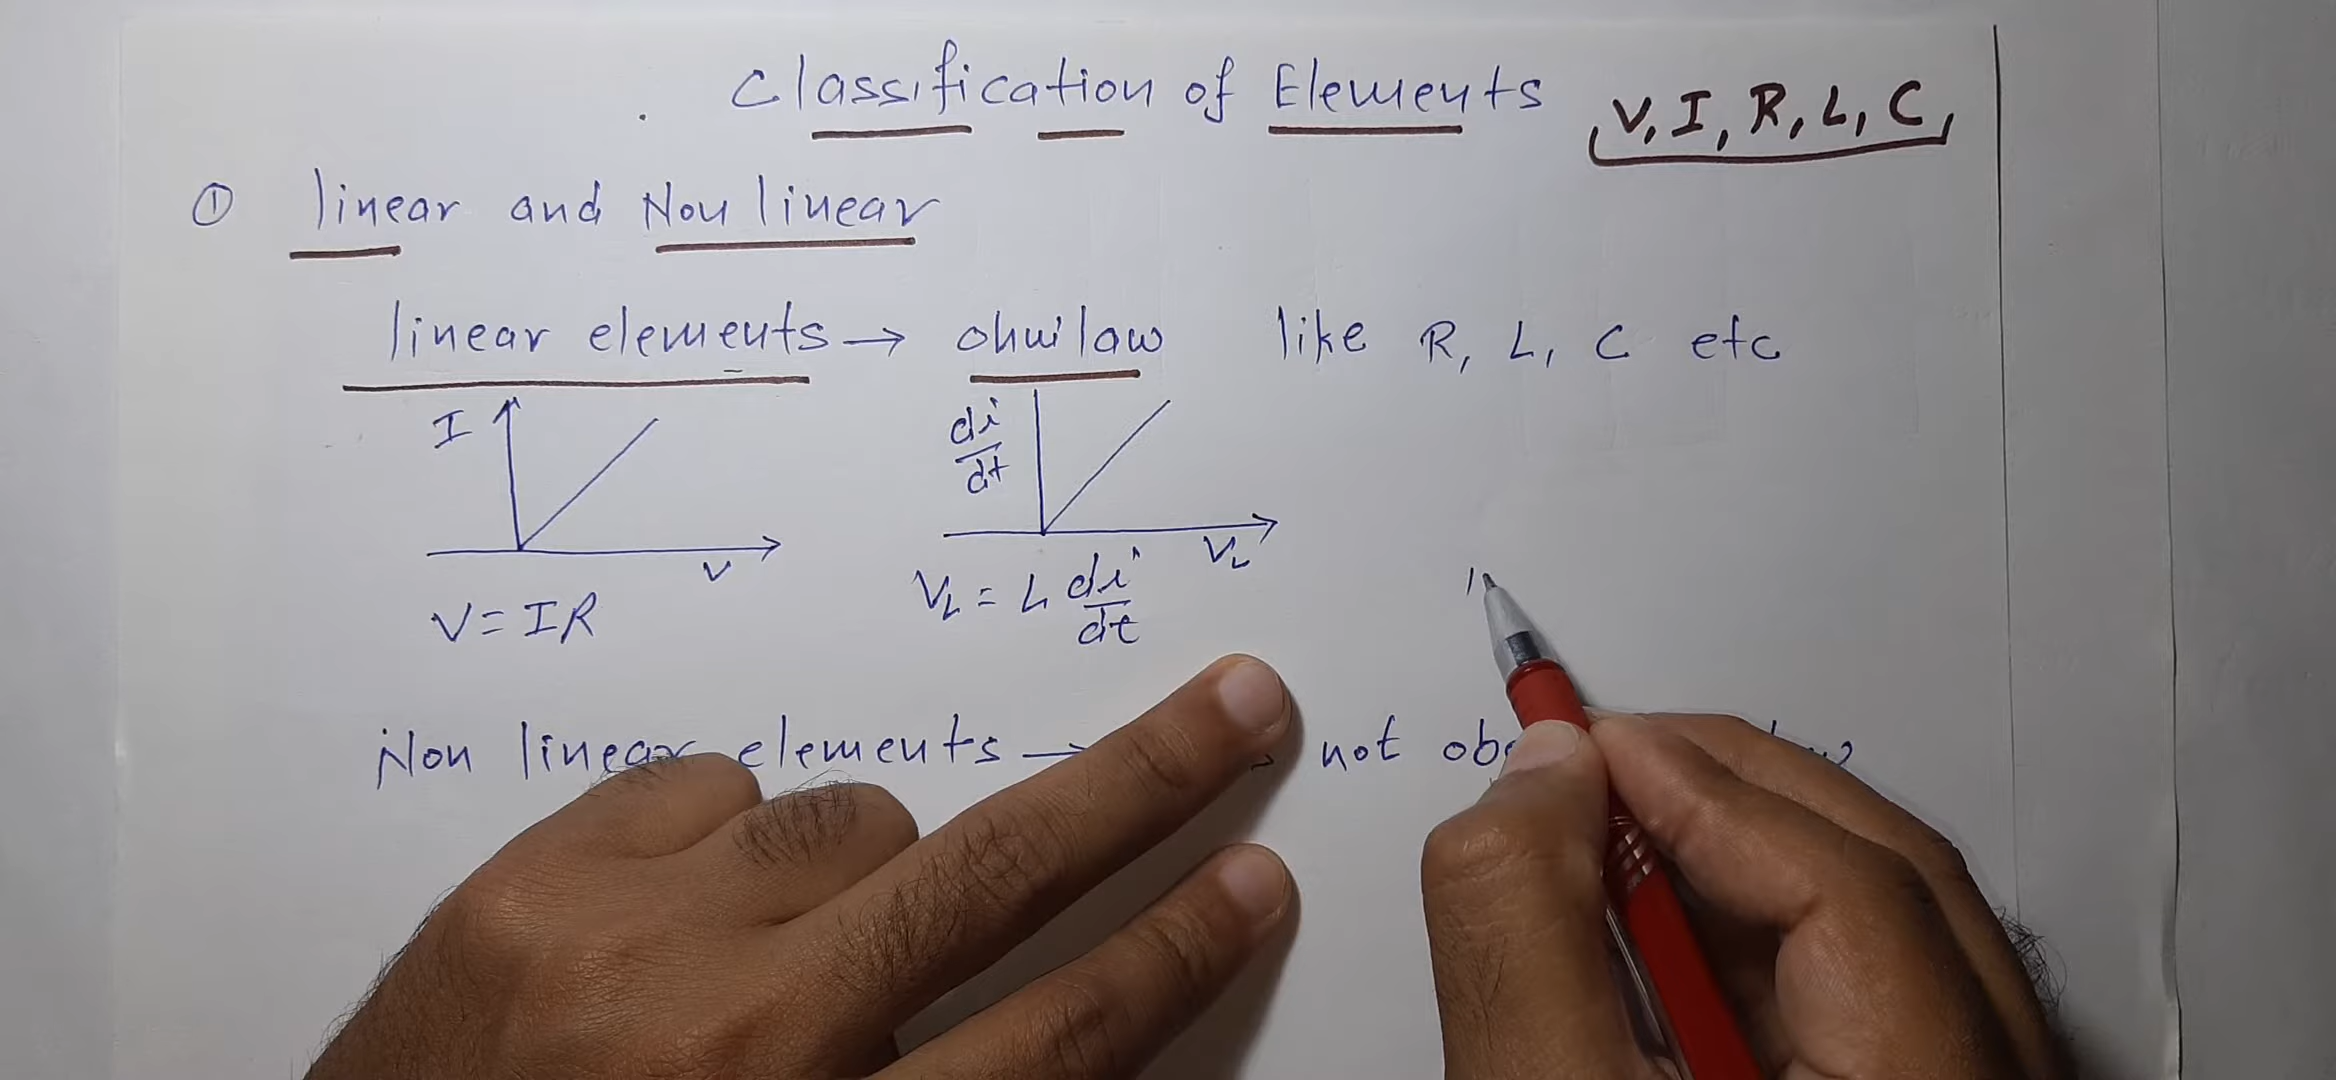 Classification of Elements V, I, R, L, C,
① linear and Non linear
linear elements → ohm'law like R, L, C etc
I
V
V = IR
di/dt
VL
VL = L di/dt
Non linear elements → not